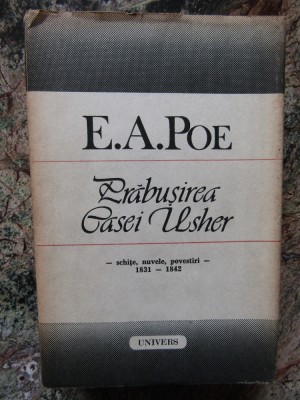 E.A.POE
Prăbușirea
Casei Usher
— schițe, nuvele, povestiri —
1831 — 1842
UNIVERS